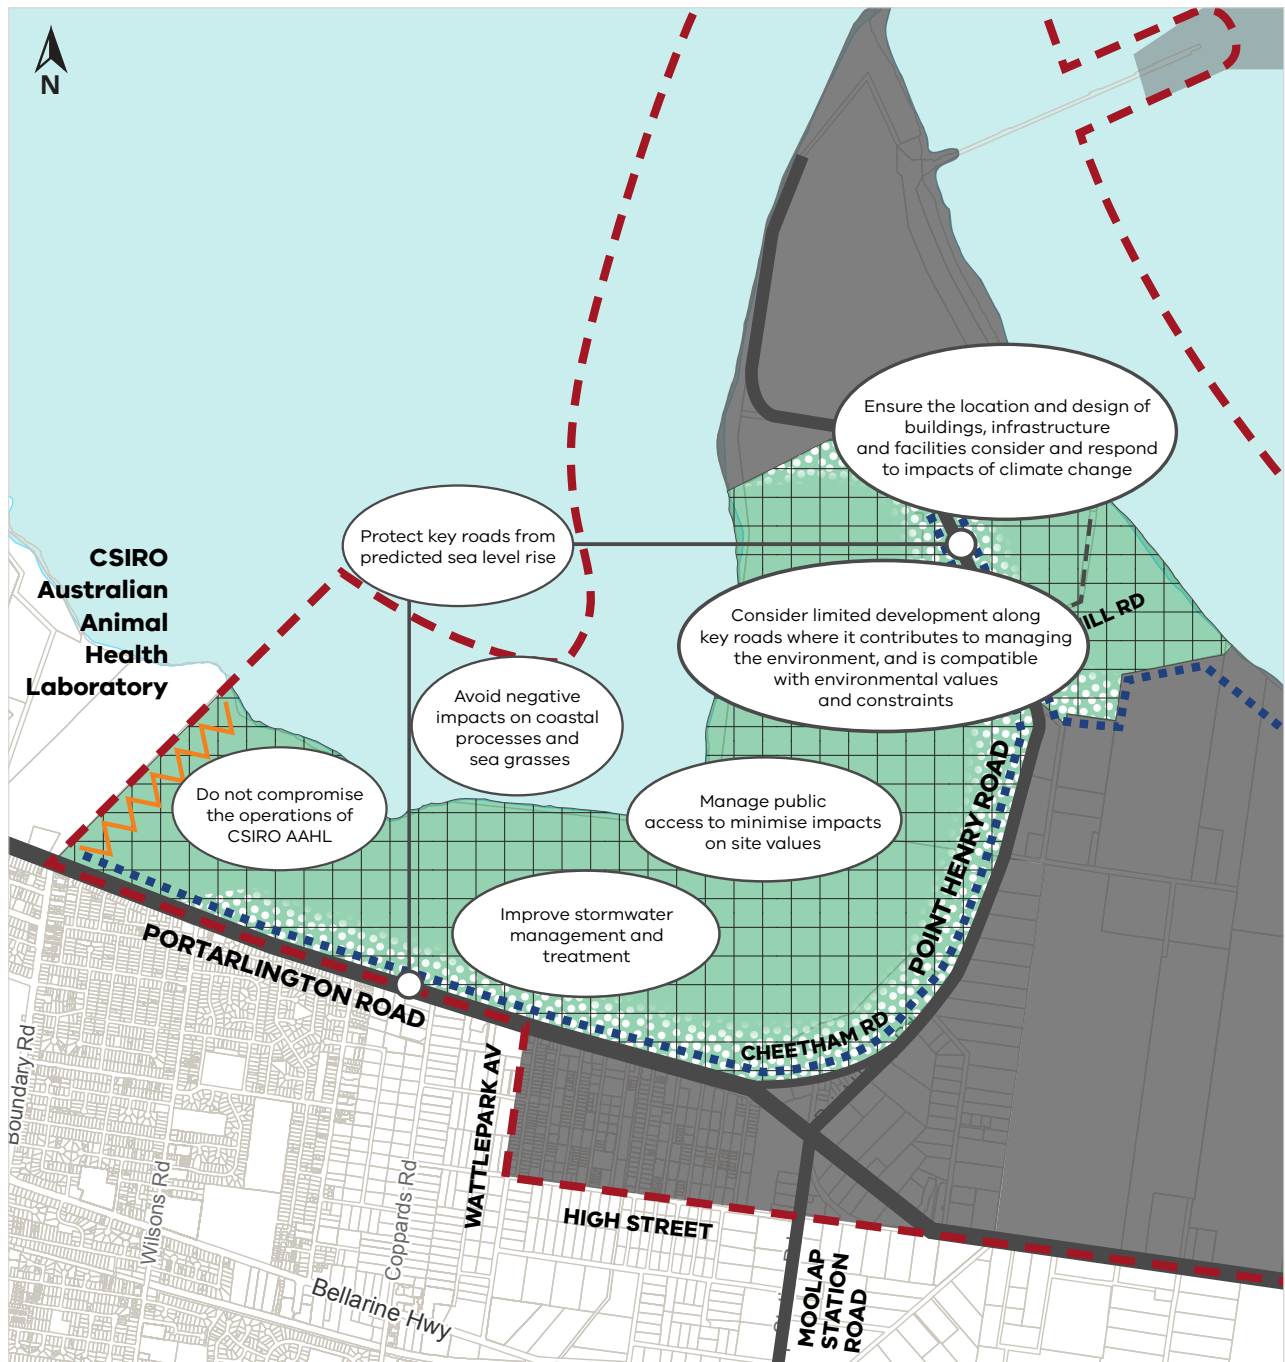 N
Ensure the location and design of
buildings, infrastructure
and facilities consider and respond
to impacts of climate change
Protect key roads from
predicted sea level rise
CSIRO
Australian
Animal
Health
Laboratory
Consider limited development along
key roads where it contributes to managing
the environment, and is compatible
with environmental values
and constraints
ILL RD
Avoid negative
impacts on coastal
processes and
sea grasses
Do not compromise
the operations of
CSIRO AAHL
Manage public
access to minimise impacts
on site values
POINT HENRY ROAD
Improve stormwater
management and
treatment
PORTARLINGTON ROAD
CHEETHAM RD
Boundary Rd
WATTLEPARK AV
Wilsons Rd
Coppards Rd
HIGH STREET
Bellarine Hwy
MOOLAP
STATION
ROAD